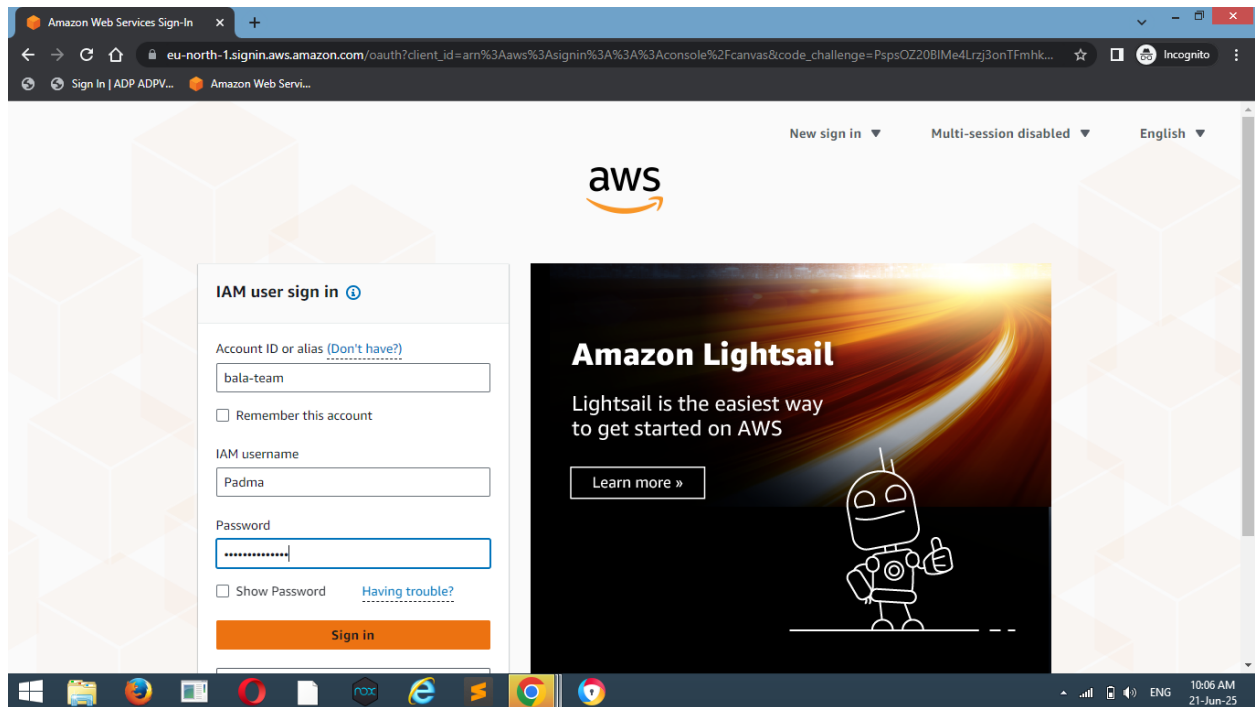 Amazon Web Services Sign-In
eu-north-1.signin.aws.amazon.com/oauth?client_id=arn%3Aaws%3Asignin%3A%3A%3Aconsole%2Fcanvas&code_challenge=PspsOZ20BIMe4Lrzj3onTFmhk...
Incognito
Sign In | ADP ADPV...
Amazon Web Servi...
New sign in
Multi-session disabled
English
aws
IAM user sign in
Account ID or alias (Don't have?)
bala-team
Remember this account
IAM username
Padma
Password
••••••••••••••
Show Password
Having trouble?
Sign in
Amazon Lightsail
Lightsail is the easiest way
to get started on AWS
Learn more »
nox
ENG
10:06 AM
21-Jun-25